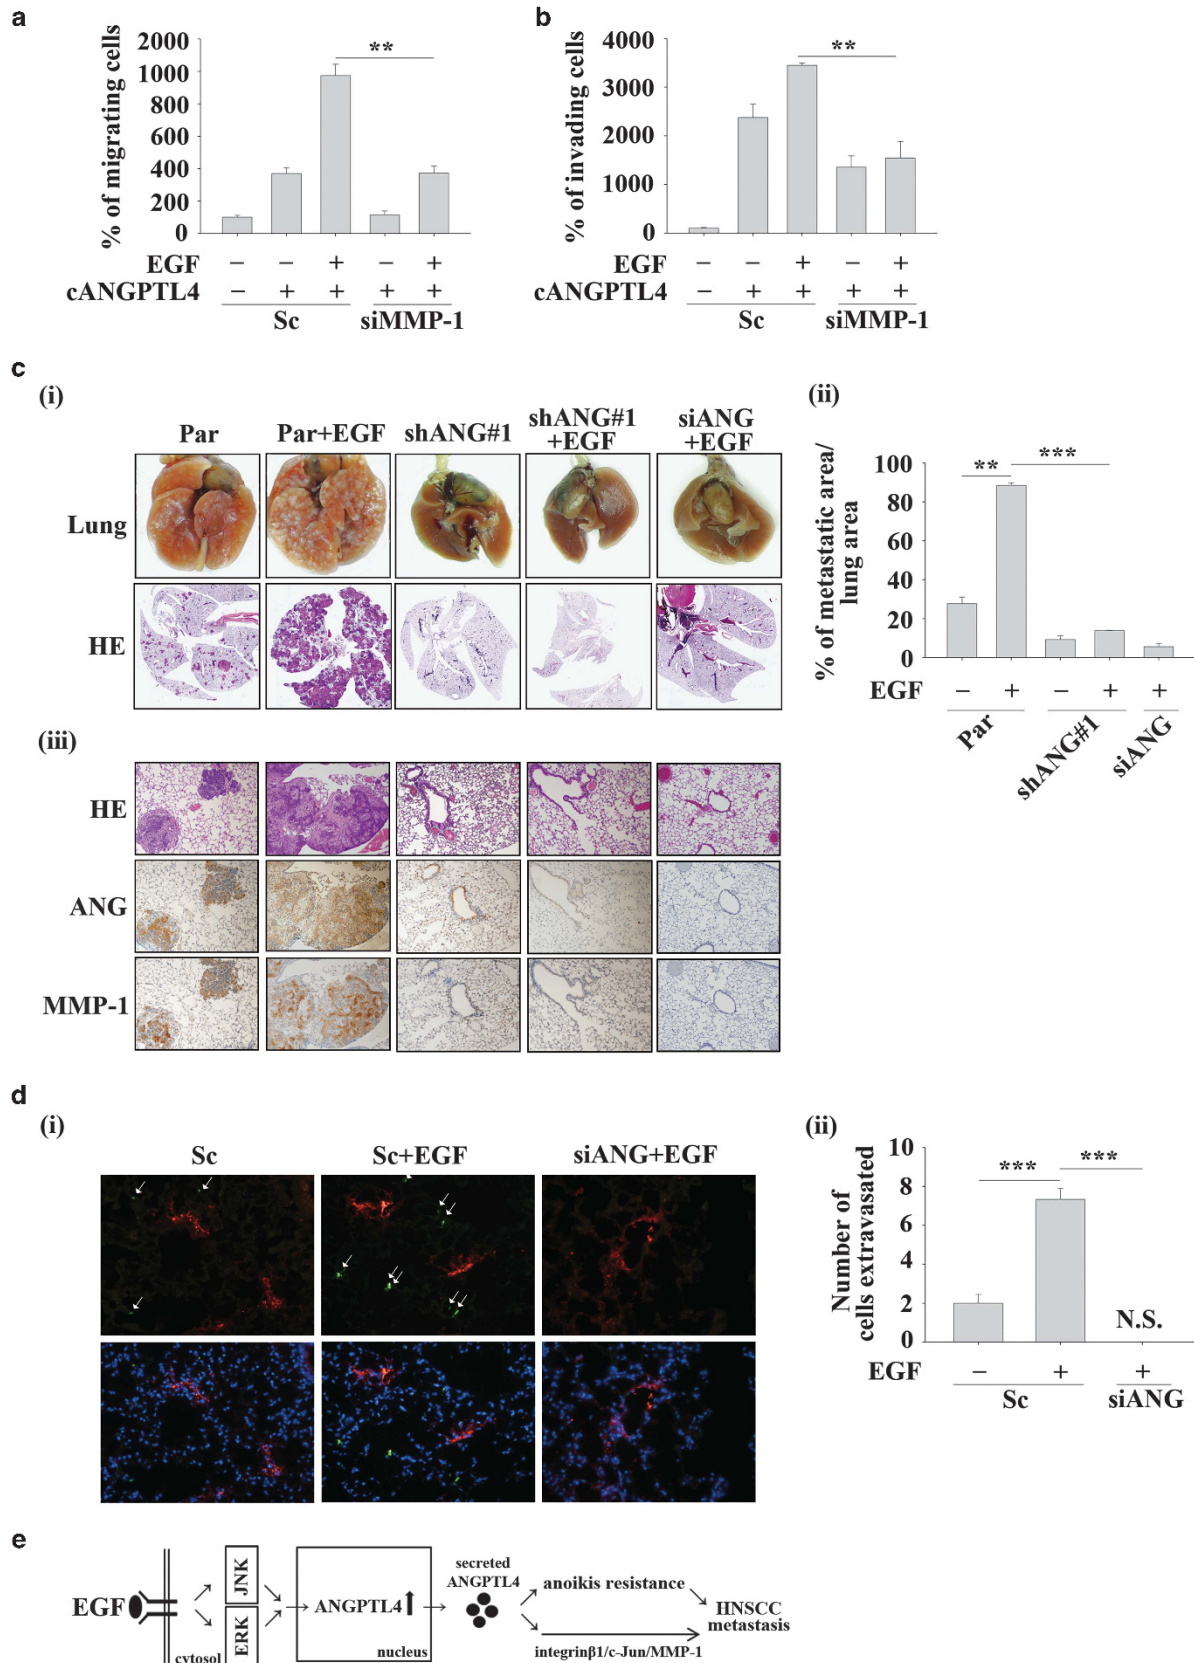 a
% of migrating cells
2000
1000
800
600
400
200
0
**
EGF − − + − +
cANGPTL4 − + + + +
Sc siMMP-1
b
% of invading cells
4000
3000
2000
1000
0
**
EGF − − + − +
cANGPTL4 − + + + +
Sc siMMP-1
c
(i)
Par Par+EGF shANG#1 shANG#1 +EGF siANG +EGF
Lung
HE
(ii)
% of metastatic area/
lung area
100
80
60
40
20
0
** ***
EGF − + − + +
Par shANG#1 siANG
(iii)
HE
ANG
MMP-1
d
(i)
Sc Sc+EGF siANG+EGF
(ii)
Number of
cells extravasated
10
8
6
4
2
0
*** ***
N.S.
EGF − + +
Sc siANG
e
EGF
cytosol
JNK
ERK
ANGPTL4
nucleus
secreted
ANGPTL4
anoikis resistance
integrinβ1/c-Jun/MMP-1
HNSCC
metastasis